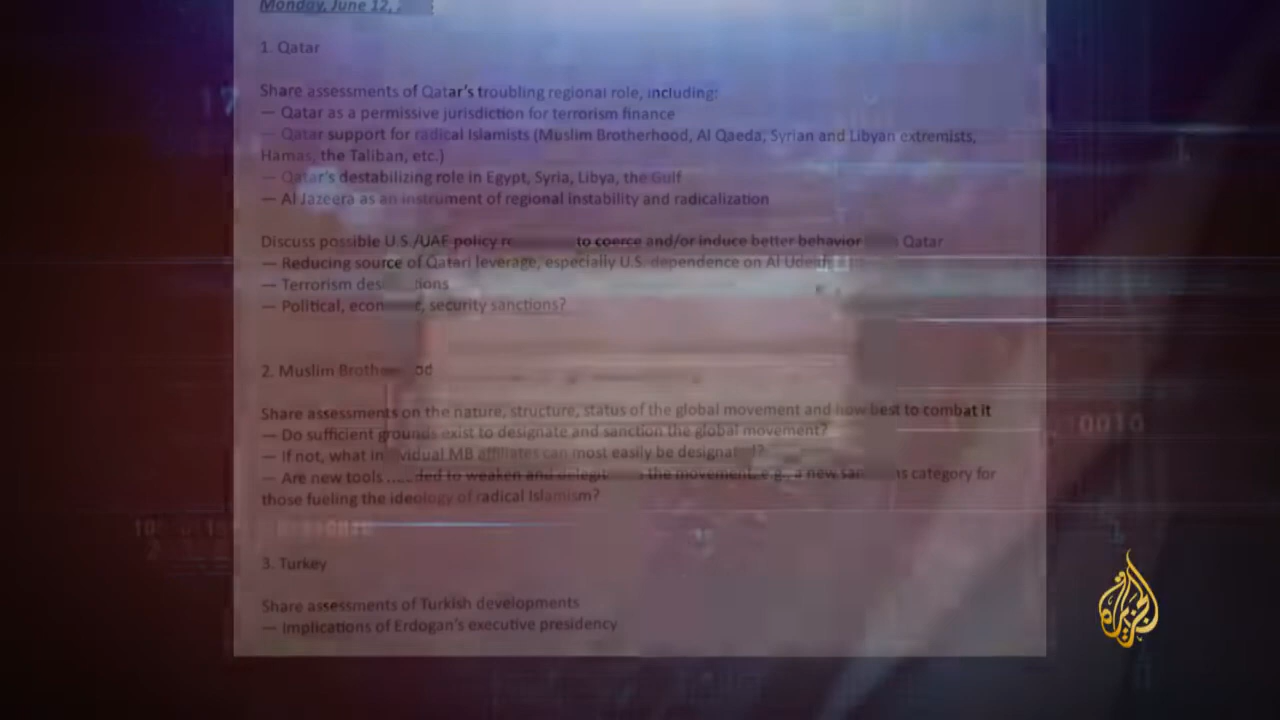 Monday, June 12,
1. Qatar
Share assessments of Qatar's troubling regional role, including:
— Qatar as a permissive jurisdiction for terrorism finance
— Qatar support for radical Islamists (Muslim Brotherhood, Al Qaeda, Syrian and Libyan extremists,
Hamas, the Taliban, etc.)
— Qatar's destabilizing role in Egypt, Syria, Libya, the Gulf
— Al Jazeera as an instrument of regional instability and radicalization
Discuss possible U.S./UAE policy to coerce and/or induce better behavior Qatar
— Reducing source of Qatari leverage, especially U.S. dependence on Al Udeid
— Terrorism
— Political, security sanctions?
2. Muslim
Share assessments on the nature, structure, status of the global movement and how best to combat it
— Do sufficient grounds exist to designate and sanction the global movement?
— If not, what MB affiliates can most easily be
— Are new tools to weaken and the movement, e.g., a new category for
those fueling the ideology of radical Islamism?
3. Turkey
Share assessments of Turkish developments
— Implications of Erdogan's executive presidency
0010
الجزيرة